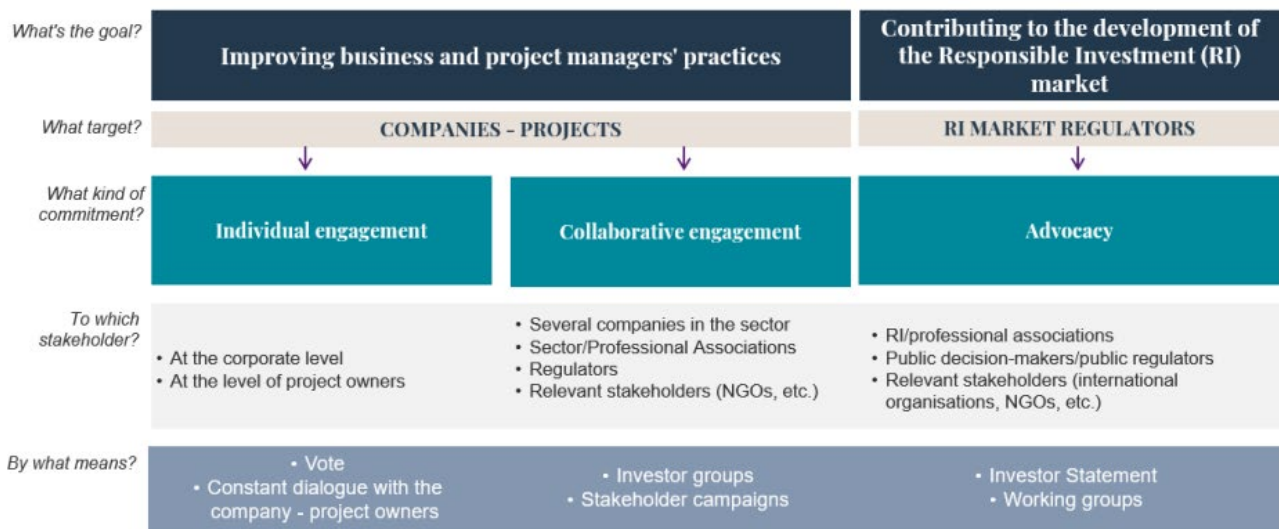 What's the goal?
Improving business and project managers' practices
Contributing to the development of
the Responsible Investment (RI)
market
What target?
COMPANIES - PROJECTS
RI MARKET REGULATORS
What kind of
commitment?
Individual engagement
Collaborative engagement
Advocacy
To which
stakeholder?
• At the corporate level
• At the level of project owners
• Several companies in the sector
• Sector/Professional Associations
• Regulators
• Relevant stakeholders (NGOs, etc.)
• RI/professional associations
• Public decision-makers/public regulators
• Relevant stakeholders (international
organisations, NGOs, etc.)
By what means?
• Vote
• Constant dialogue with the
company - project owners
• Investor groups
• Stakeholder campaigns
• Investor Statement
• Working groups